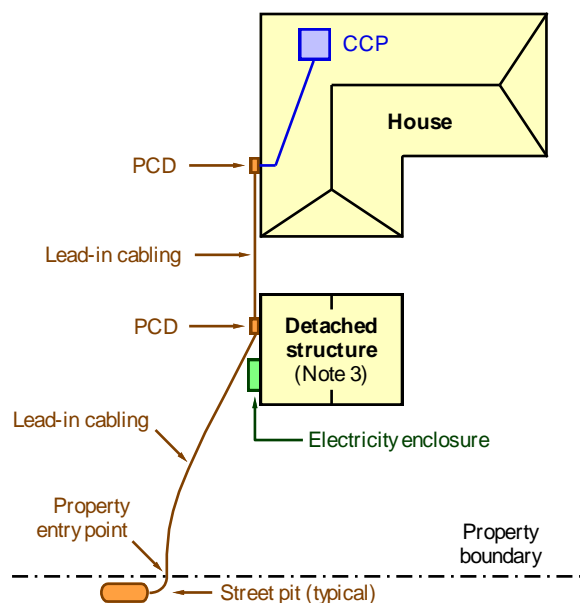 CCP
House
PCD
Lead-in cabling
PCD
Detached
structure
(Note 3)
Lead-in cabling
Electricity enclosure
Property
entry point
Property
boundary
Street pit (typical)